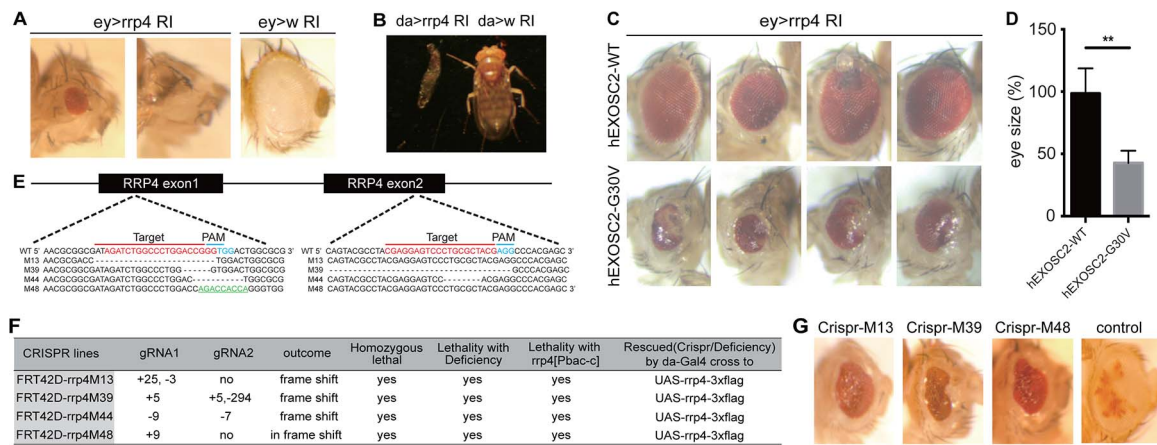 A
ey>rrp4 RI
ey>w RI
B
da>rrp4 RI da>w RI
C
ey>rrp4 RI
hEXOSC2-WT
hEXOSC2-G30V
D
**
eye size (%)
150
100
50
0
hEXOSC2-WT
hEXOSC2-G30V
E
RRP4 exon1
RRP4 exon2
Target
PAM
WT 5' AACGCGGCGATAGATCTGGCCCTGGACCGGGTGGACTGGCGCG 3'
M13 AACGCGACC------------------TGGACTGGCGCG
M39 AACGCGGCGATAGATCTGGCCCTGG------GTGGACTGGCGCG
M44 AACGCGGCGATAGATCTGGCCCTGG----------ACTGGCGCG
M48 AACGCGGCGATAGATCTGGCCCTGGACCAGACCACCAGGGTGG
Target
PAM
WT 5' CAGTACGCCTACGAGGAGTCCCTGCGCTACGAGGCCCACGAGC 3'
M13 CAGTACGCCTACGAGGAGTCCCTGCGCTACGAGGCCCACGAGC
M39 ------------------------------------GCCCACGAGC
M44 CAGTACGCCTACGAGGAGTCC-------ACGAGGCCCACGAGC
M48 CAGTACGCCTACGAGGAGTCCCTGCGCTACGAGGCCCACGAGC
F
CRISPR lines gRNA1 gRNA2 outcome Homozygous lethal Lethality with Deficiency Lethality with rrp4[Pbac-c] Rescued(Crispr/Deficiency) by da-Gal4 cross to
FRT42D-rrp4M13 +25, -3 no frame shift yes yes yes UAS-rrp4-3xflag
FRT42D-rrp4M39 +5 +5,-294 frame shift yes yes yes UAS-rrp4-3xflag
FRT42D-rrp4M44 -9 -7 frame shift yes yes yes UAS-rrp4-3xflag
FRT42D-rrp4M48 +9 no in frame shift yes yes yes UAS-rrp4-3xflag
G
Crispr-M13
Crispr-M39
Crispr-M48
control